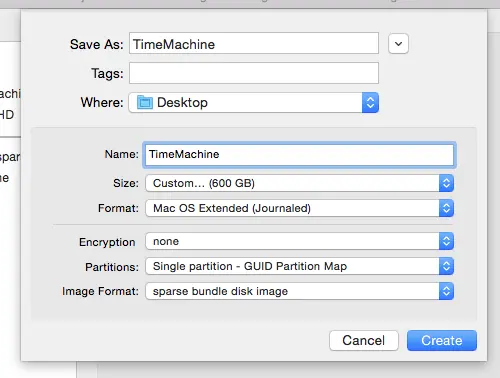 Save As: TimeMachine
Tags:
Where: Desktop
achi
HD
Name: TimeMachine
spar
Size: Custom... (600 GB)
ne
Format: Mac OS Extended (Journaled)
Encryption none
Partitions: Single partition - GUID Partition Map
Image Format: sparse bundle disk image
Cancel Create